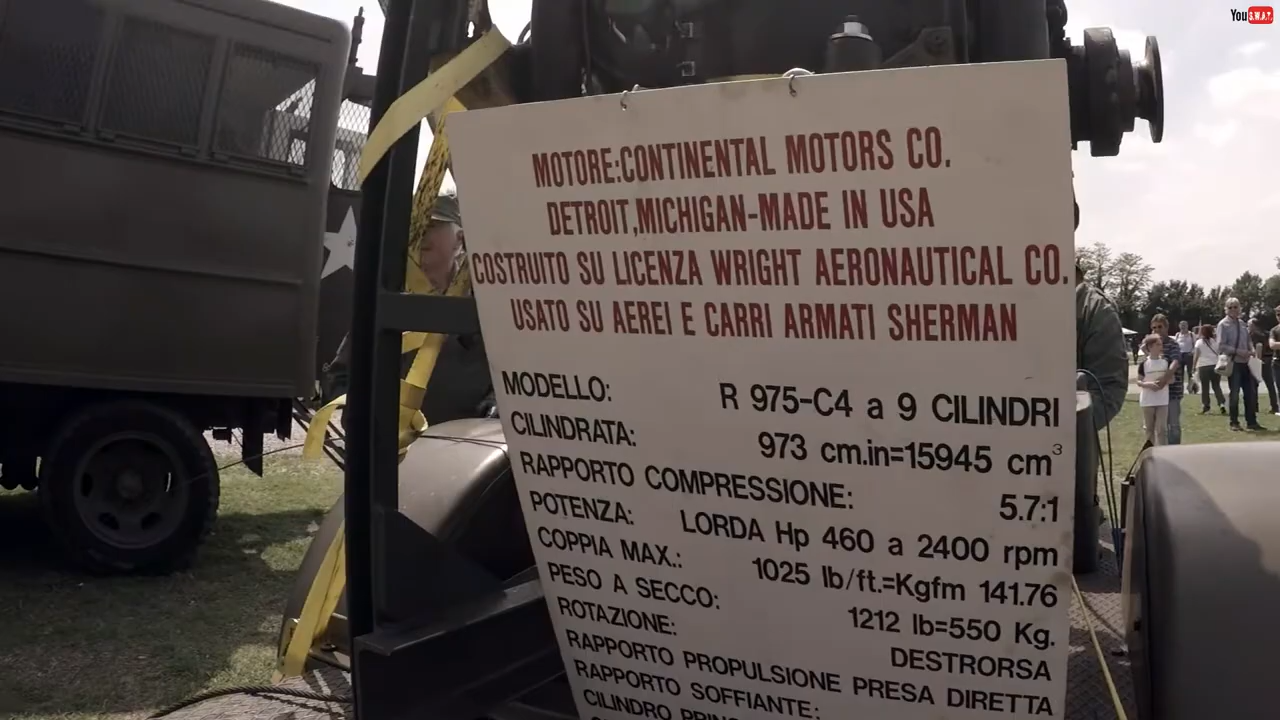 You S.W.A.T.
MOTORE:CONTINENTAL MOTORS CO.
DETROIT,MICHIGAN-MADE IN USA
COSTRUITO SU LICENZA WRIGHT AERONAUTICAL CO.
USATO SU AEREI E CARRI ARMATI SHERMAN
MODELLO: R 975-C4 a 9 CILINDRI
CILINDRATA: 973 cm.in=15945 cm³
RAPPORTO COMPRESSIONE: 5.7:1
POTENZA: LORDA Hp 460 a 2400 rpm
COPPIA MAX.: 1025 lb/ft.=Kgfm 141.76
PESO A SECCO: 1212 lb=550 Kg.
ROTAZIONE: DESTRORSA
RAPPORTO PROPULSIONE PRESA DIRETTA
RAPPORTO SOFFIANTE:
CILINDRO